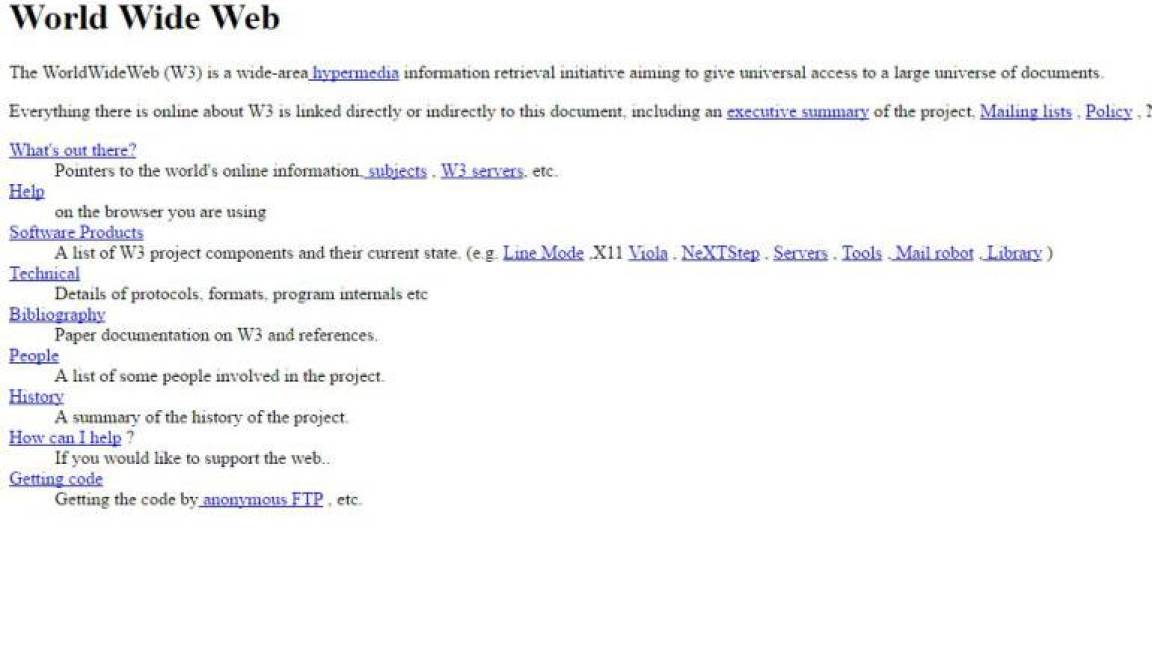 World Wide Web
The WorldWideWeb (W3) is a wide-area hypermedia information retrieval initiative aiming to give universal access to a large universe of documents.
Everything there is online about W3 is linked directly or indirectly to this document, including an executive summary of the project, Mailing lists , Policy ,
What's out there?
Pointers to the world's online information, subjects , W3 servers, etc.
Help
on the browser you are using
Software Products
A list of W3 project components and their current state. (e.g. Line Mode ,X11 Viola , NeXTStep , Servers , Tools , Mail robot , Library )
Technical
Details of protocols, formats, program internals etc
Bibliography
Paper documentation on W3 and references.
People
A list of some people involved in the project.
History
A summary of the history of the project.
How can I help ?
If you would like to support the web..
Getting code
Getting the code by anonymous FTP , etc.